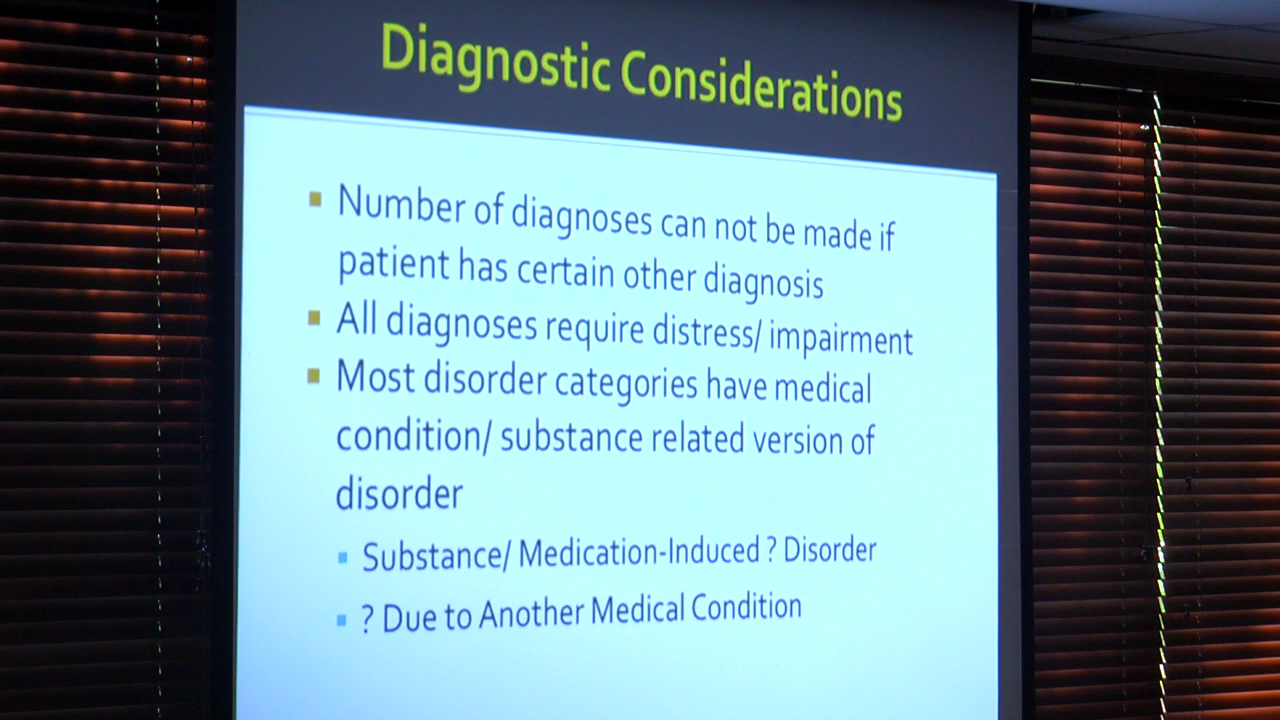 Diagnostic Considerations
Number of diagnoses can not be made if
patient has certain other diagnosis
All diagnoses require distress/ impairment
Most disorder categories have medical
condition/ substance related version of
disorder
Substance/ Medication-Induced ? Disorder
? Due to Another Medical Condition